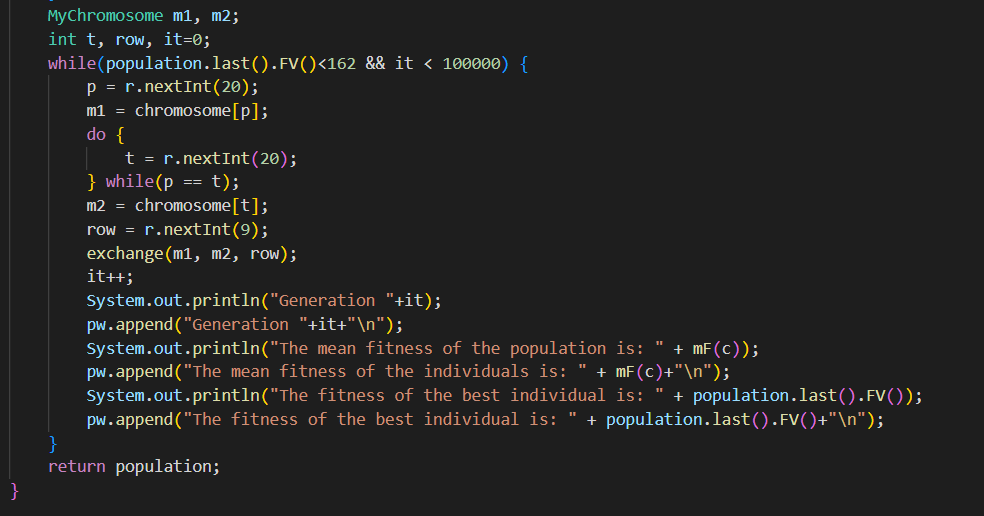 MyChromosome m1, m2;
int t, row, it=0;
while(population.last().FV()<162 && it < 100000) {
p = r.nextInt(20);
m1 = chromosome[p];
do {
t = r.nextInt(20);
} while(p == t);
m2 = chromosome[t];
row = r.nextInt(9);
exchange(m1, m2, row);
it++;
System.out.println("Generation "+it);
pw.append("Generation "+it+"\n");
System.out.println("The mean fitness of the population is: " + mF(c));
pw.append("The mean fitness of the individuals is: " + mF(c)+"\n");
System.out.println("The fitness of the best individual is: " + population.last().FV());
pw.append("The fitness of the best individual is: " + population.last().FV()+"\n");
}
return population;
}